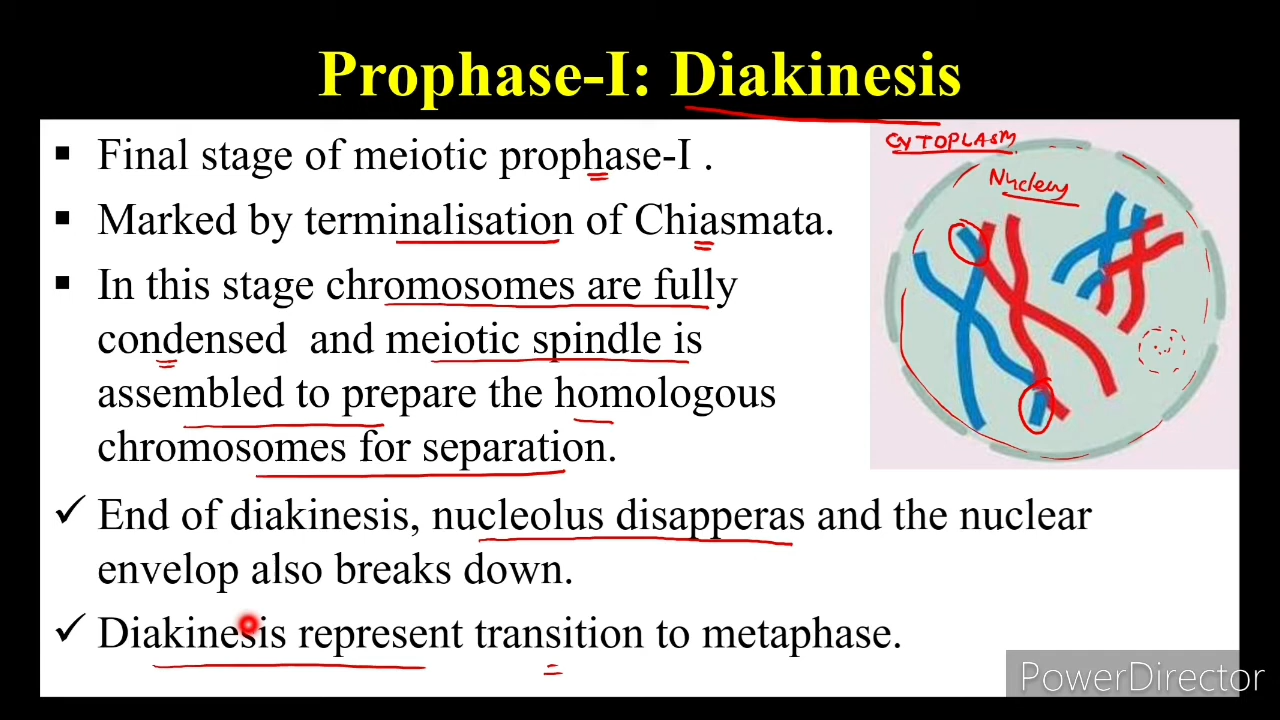 Prophase-I: Diakinesis
▪ Final stage of meiotic prophase-I .
▪ Marked by terminalisation of Chiasmata.
▪ In this stage chromosomes are fully
condensed and meiotic spindle is
assembled to prepare the homologous
chromosomes for separation.
✓ End of diakinesis, nucleolus disapperas and the nuclear
envelop also breaks down.
✓ Diakinesis represent transition to metaphase.
CYTOPLASM
Nucleus
PowerDirector